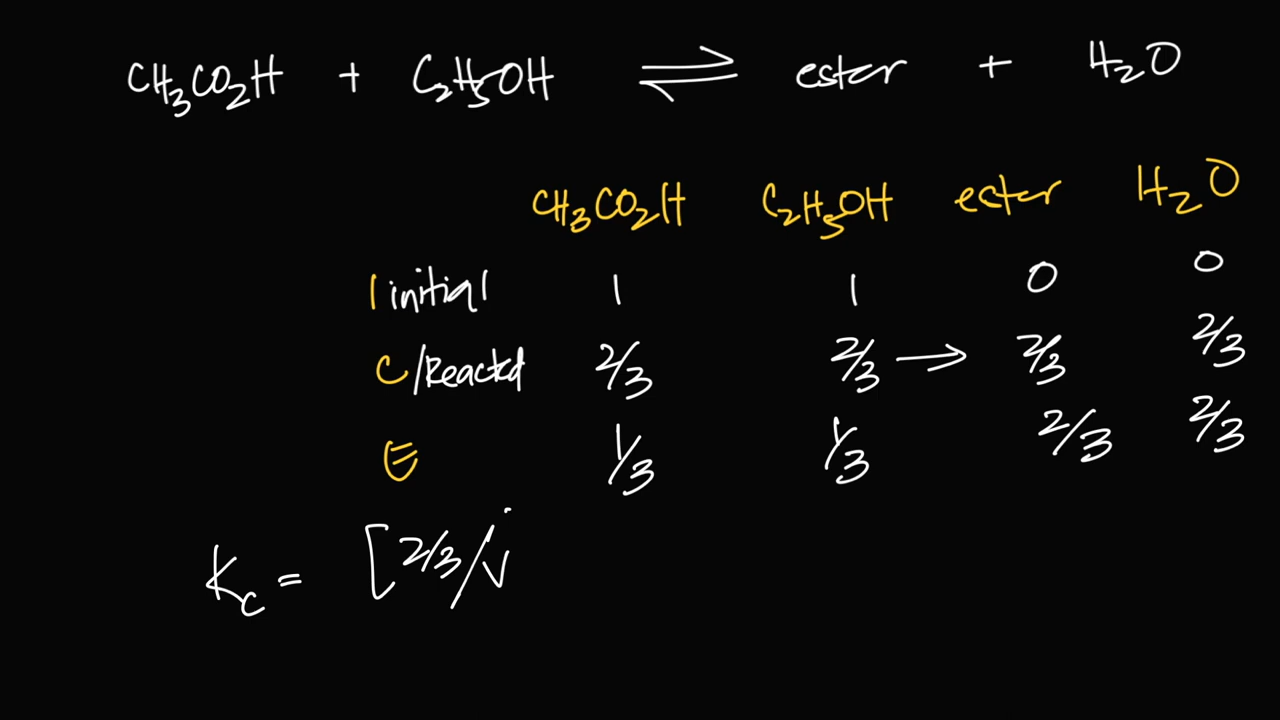 CH₃CO₂H + C₂H₅OH ⇌ ester + H₂O
CH₃CO₂H C₂H₅OH ester H₂O
I initial 1 1 0 0
C/Reactd 2/3 2/3 → 2/3 2/3
E 1/3 1/3 2/3 2/3
Kc = [2/3/v